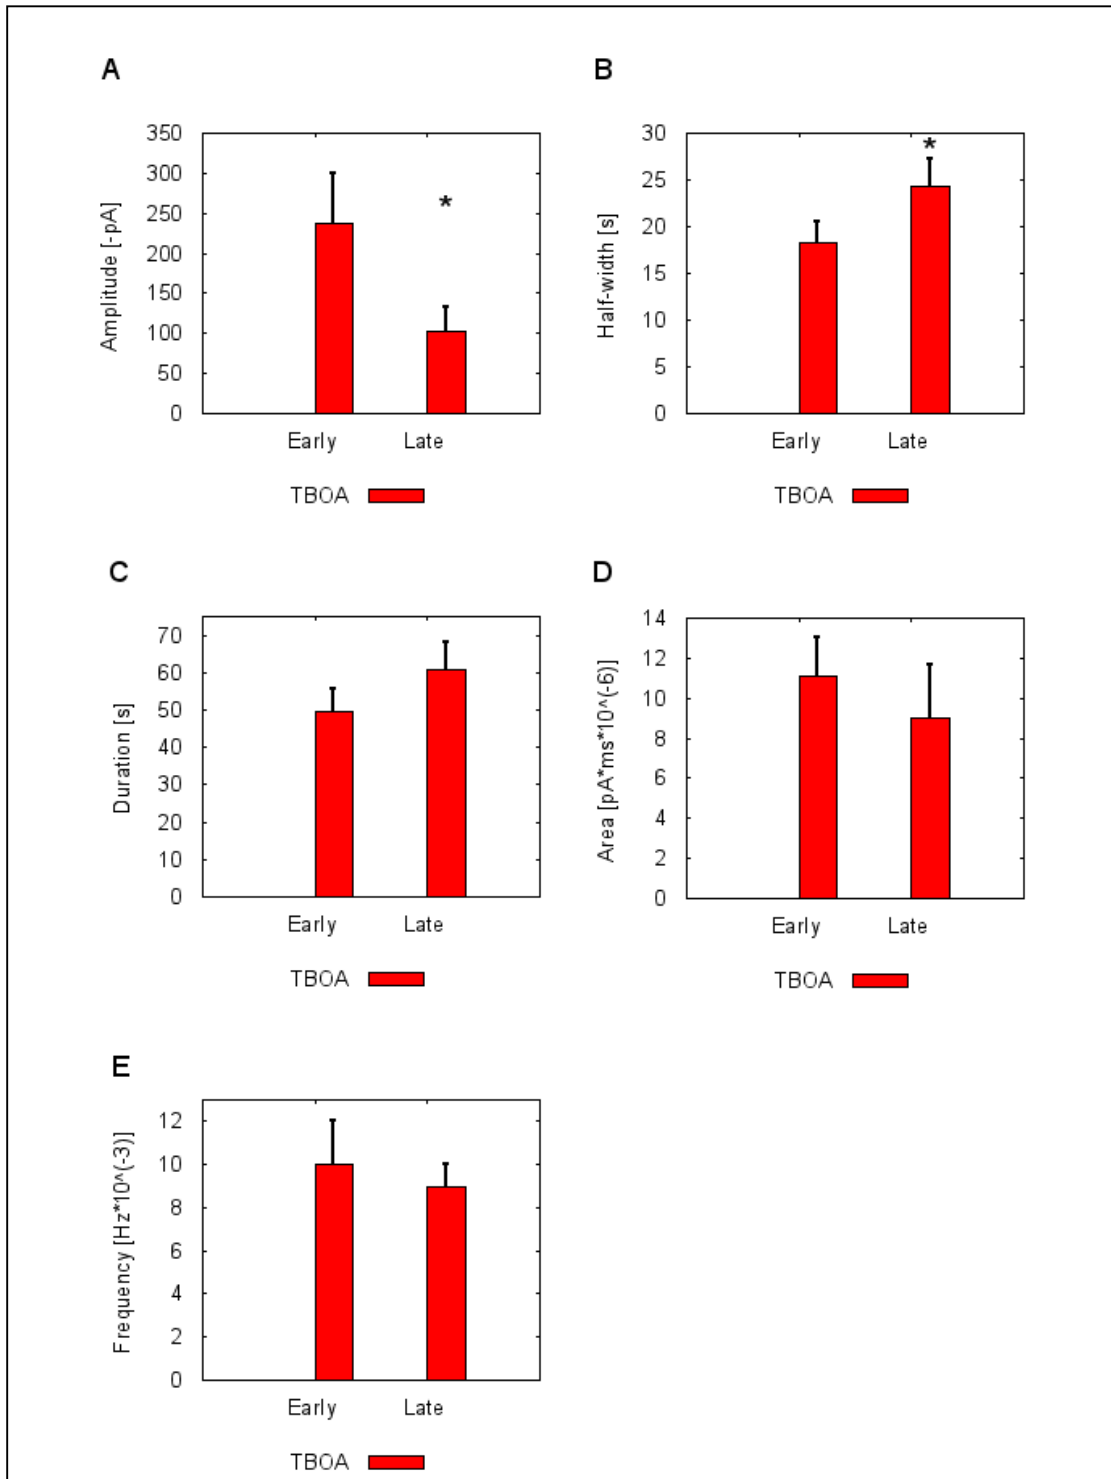 A
Amplitude [-pA]
350
300
250
200
150
100
50
0
*
Early Late
TBOA
B
Half-width [s]
30
25
20
15
10
5
0
*
Early Late
TBOA
C
Duration [s]
70
60
50
40
30
20
10
0
Early Late
TBOA
D
Area [pA*ms*10^(-6)]
14
12
10
8
6
4
2
0
Early Late
TBOA
E
Frequency [Hz*10^(-3)]
12
10
8
6
4
2
0
Early Late
TBOA